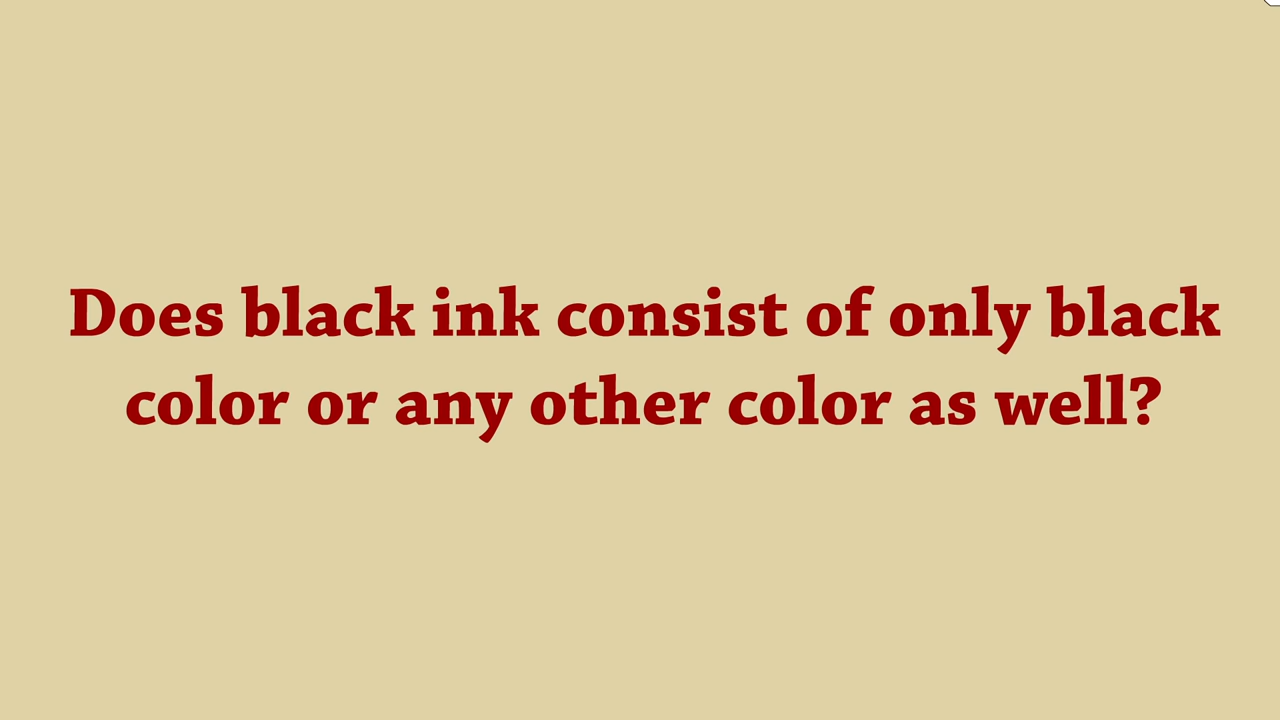 Does black ink consist of only black
color or any other color as well?